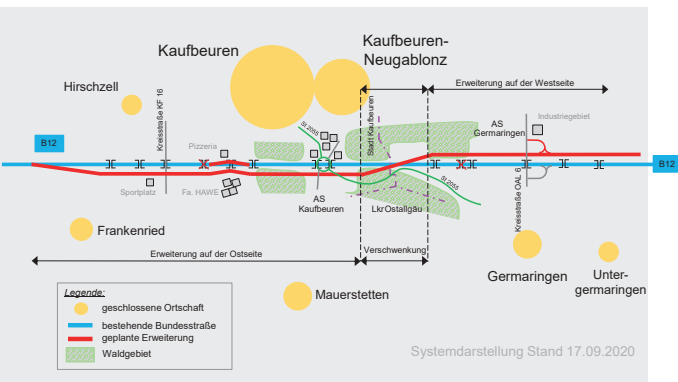 Kaufbeuren
Kaufbeuren-
Neugablonz
Hirschzell
Erweiterung auf der Westseite
Kreisstraße KF 16
St 2055
Stadt Kaufbeuren
AS
Germaringen
Industriegebiet
B12
Pizzeria
B12
Sportplatz
Fa. HAWE
AS
Kaufbeuren
LkrOstallgäu
St 2055
Kreisstraße OAL 6
Frankenried
Erweiterung auf der Ostseite
Verschwenkung
Germaringen
Unter-
germaringen
Mauerstetten
Legende:
geschlossene Ortschaft
bestehende Bundesstraße
geplante Erweiterung
Waldgebiet
Systemdarstellung Stand 17.09.2020